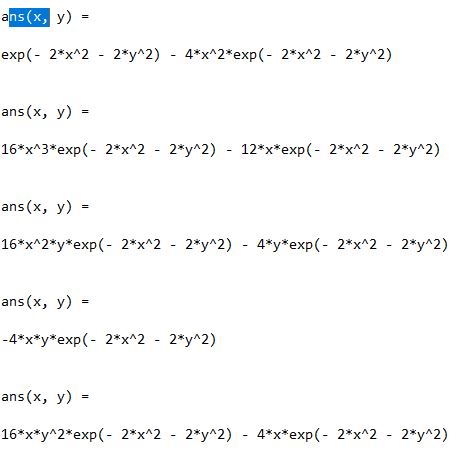 ans(x, y) =
exp(- 2*x^2 - 2*y^2) - 4*x^2*exp(- 2*x^2 - 2*y^2)
ans(x, y) =
16*x^3*exp(- 2*x^2 - 2*y^2) - 12*x*exp(- 2*x^2 - 2*y^2)
ans(x, y) =
16*x^2*y*exp(- 2*x^2 - 2*y^2) - 4*y*exp(- 2*x^2 - 2*y^2)
ans(x, y) =
-4*x*y*exp(- 2*x^2 - 2*y^2)
ans(x, y) =
16*x*y^2*exp(- 2*x^2 - 2*y^2) - 4*x*exp(- 2*x^2 - 2*y^2)